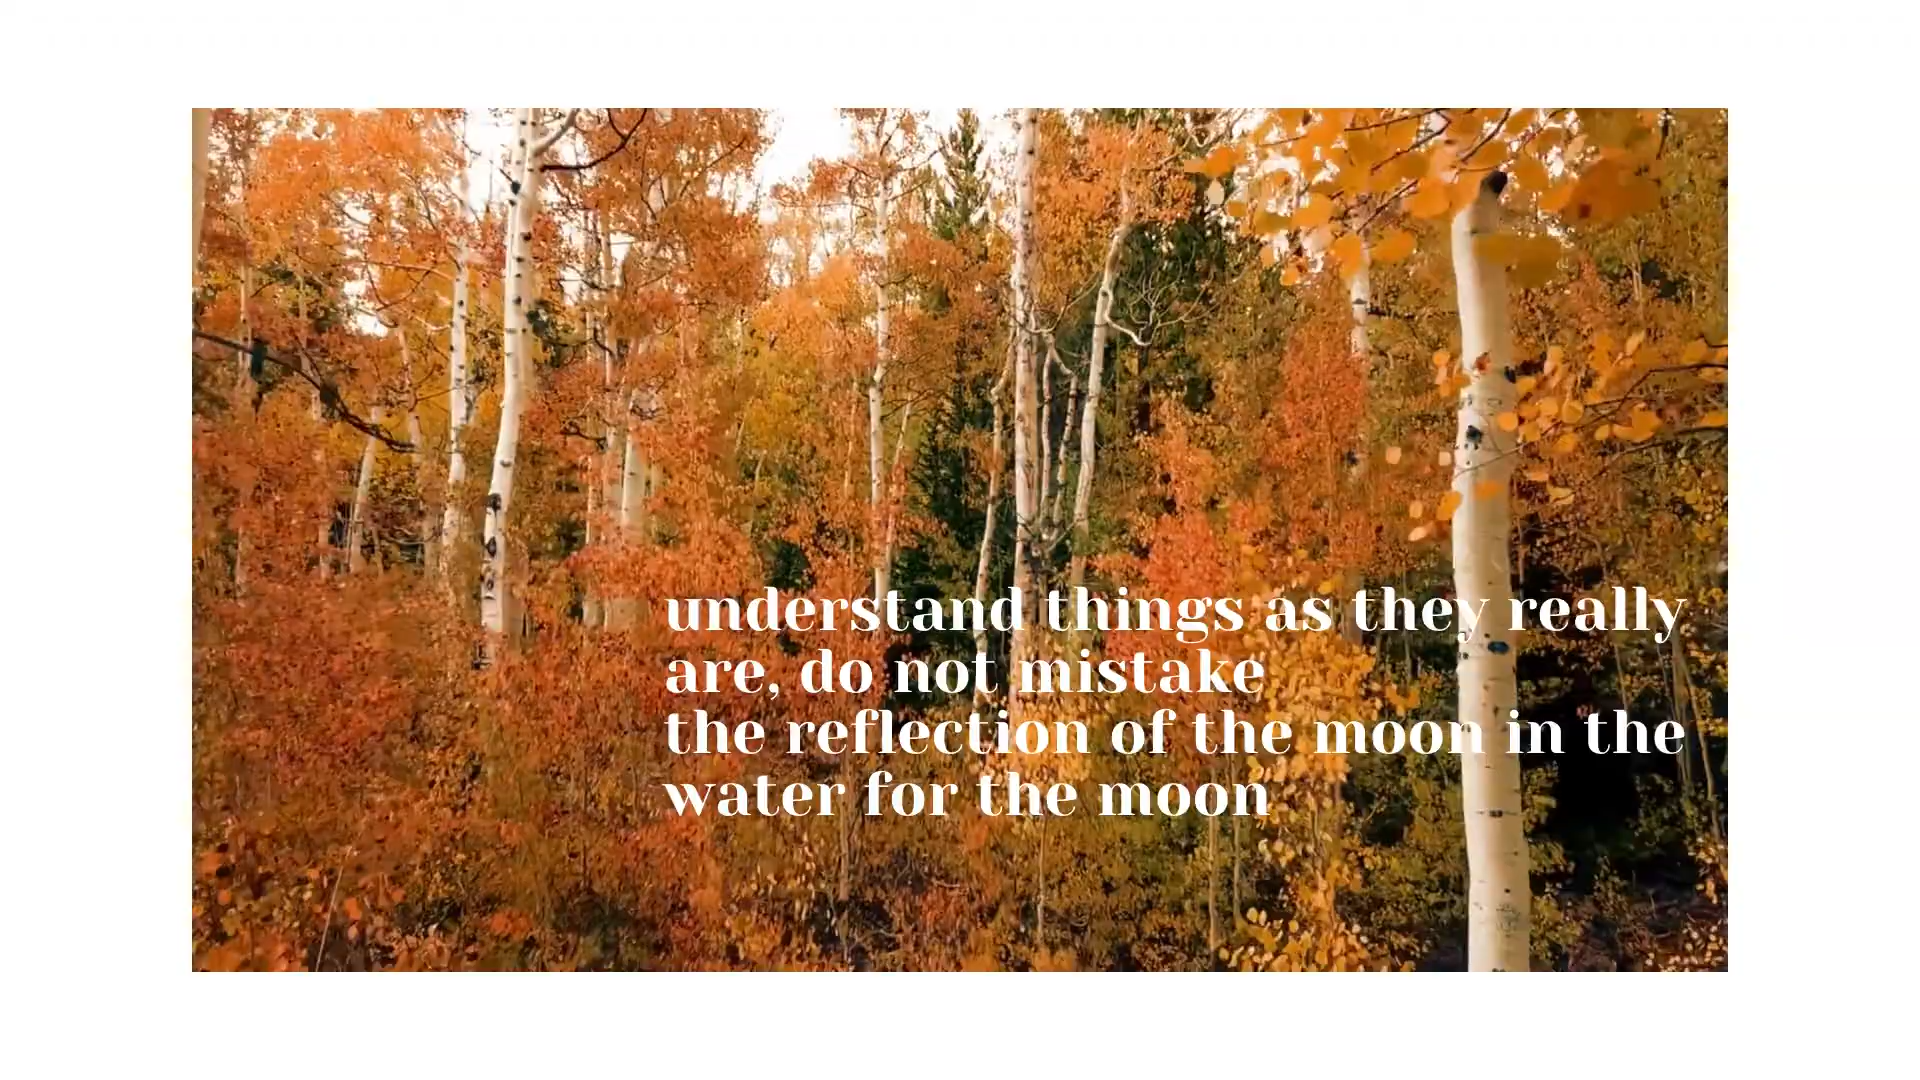 understand things as they really
are, do not mistake
the reflection of the moon in the
water for the moon